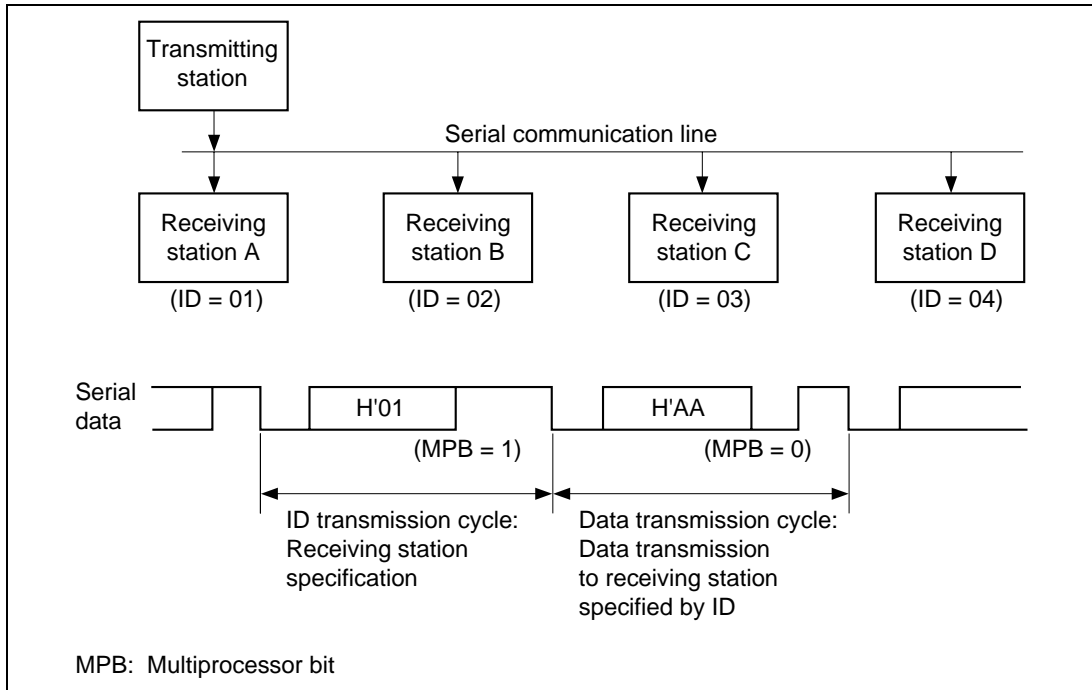 Transmitting
station
Serial communication line
Receiving
station A
(ID = 01)
Receiving
station B
(ID = 02)
Receiving
station C
(ID = 03)
Receiving
station D
(ID = 04)
Serial
data
H'01
(MPB = 1)
H'AA
(MPB = 0)
ID transmission cycle:
Receiving station
specification
Data transmission cycle:
Data transmission
to receiving station
specified by ID
MPB: Multiprocessor bit